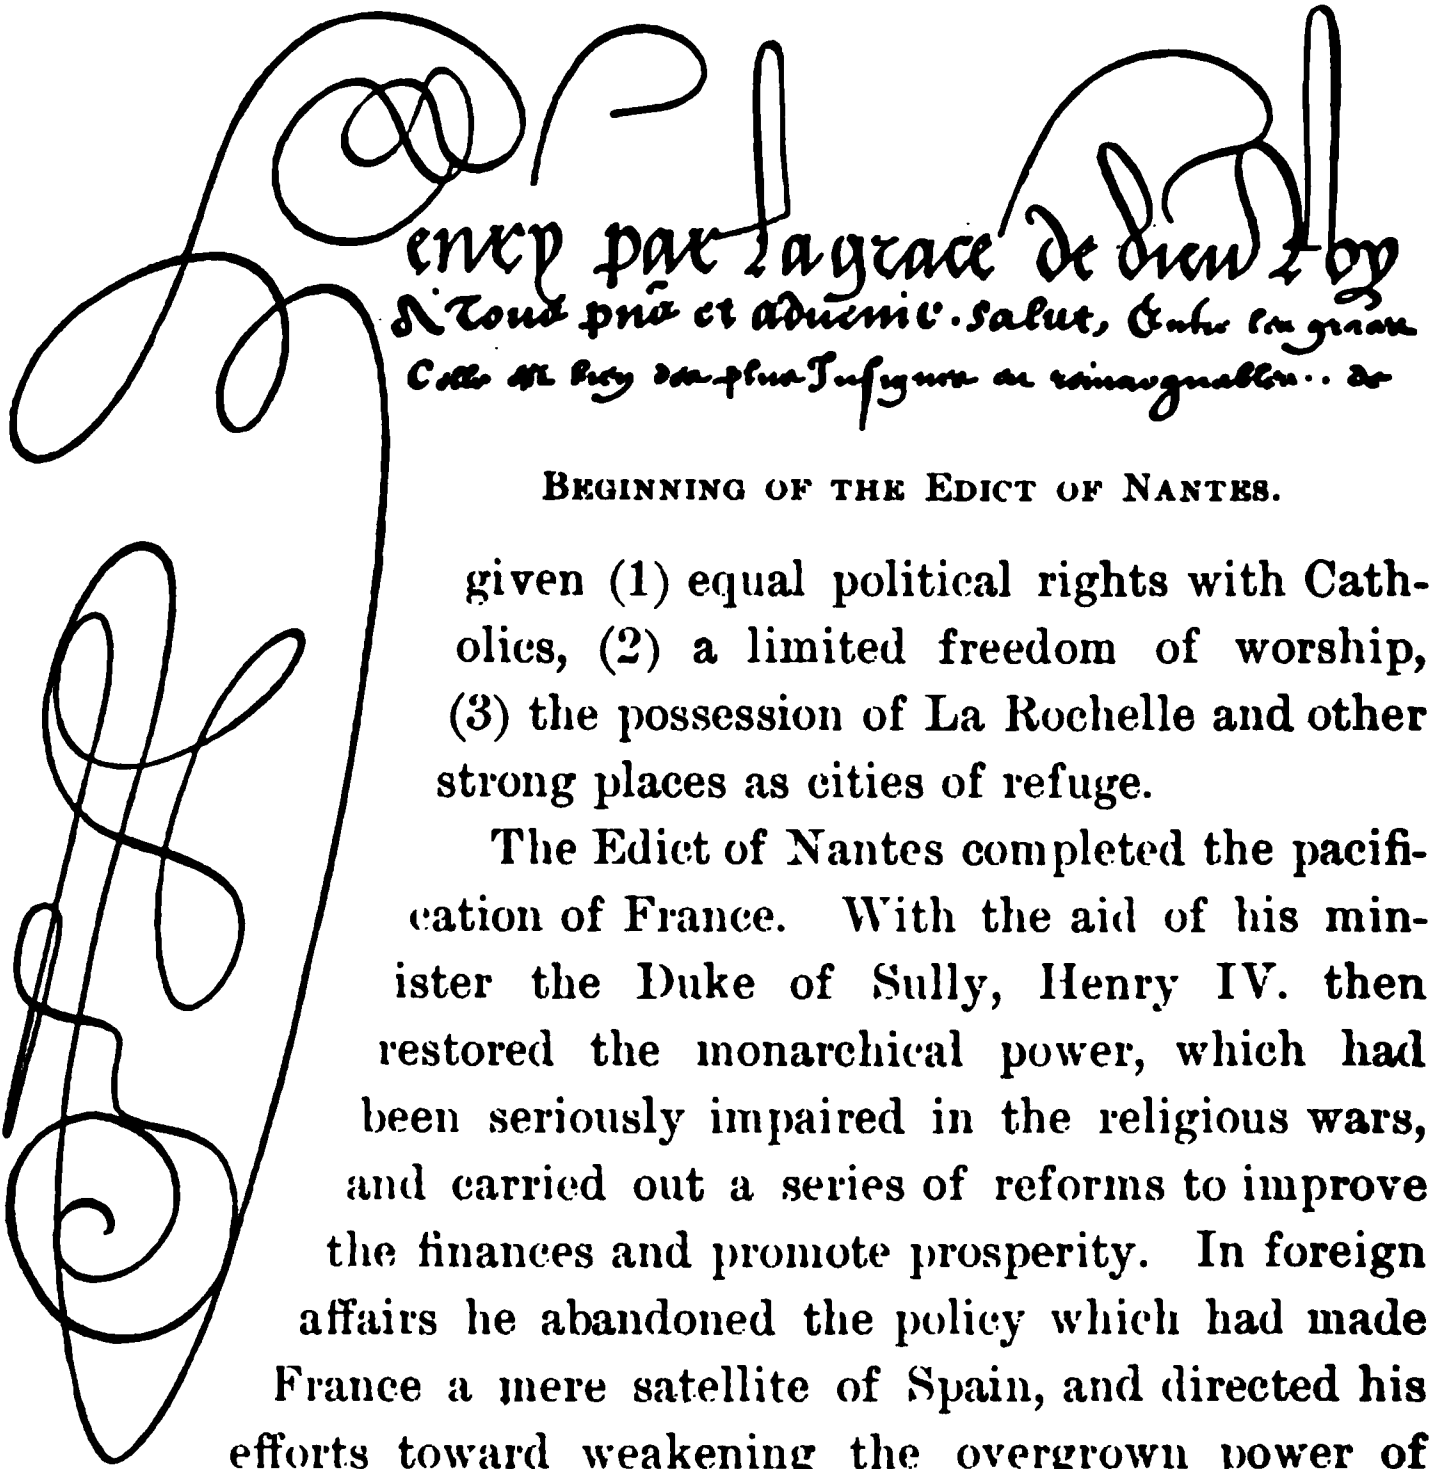 Henry par la grace de dieu Roy
A Tous pñs et advenir. Salut, Entre les graces
BEGINNING OF THE EDICT OF NANTES.
given (1) equal political rights with Cath-
olics, (2) a limited freedom of worship,
(3) the possession of La Rochelle and other
strong places as cities of refuge.
The Edict of Nantes completed the pacifi-
cation of France. With the aid of his min-
ister the Duke of Sully, Henry IV. then
restored the monarchical power, which had
been seriously impaired in the religious wars,
and carried out a series of reforms to improve
the finances and promote prosperity. In foreign
affairs he abandoned the policy which had made
France a mere satellite of Spain, and directed his
efforts toward weakening the overgrown power of